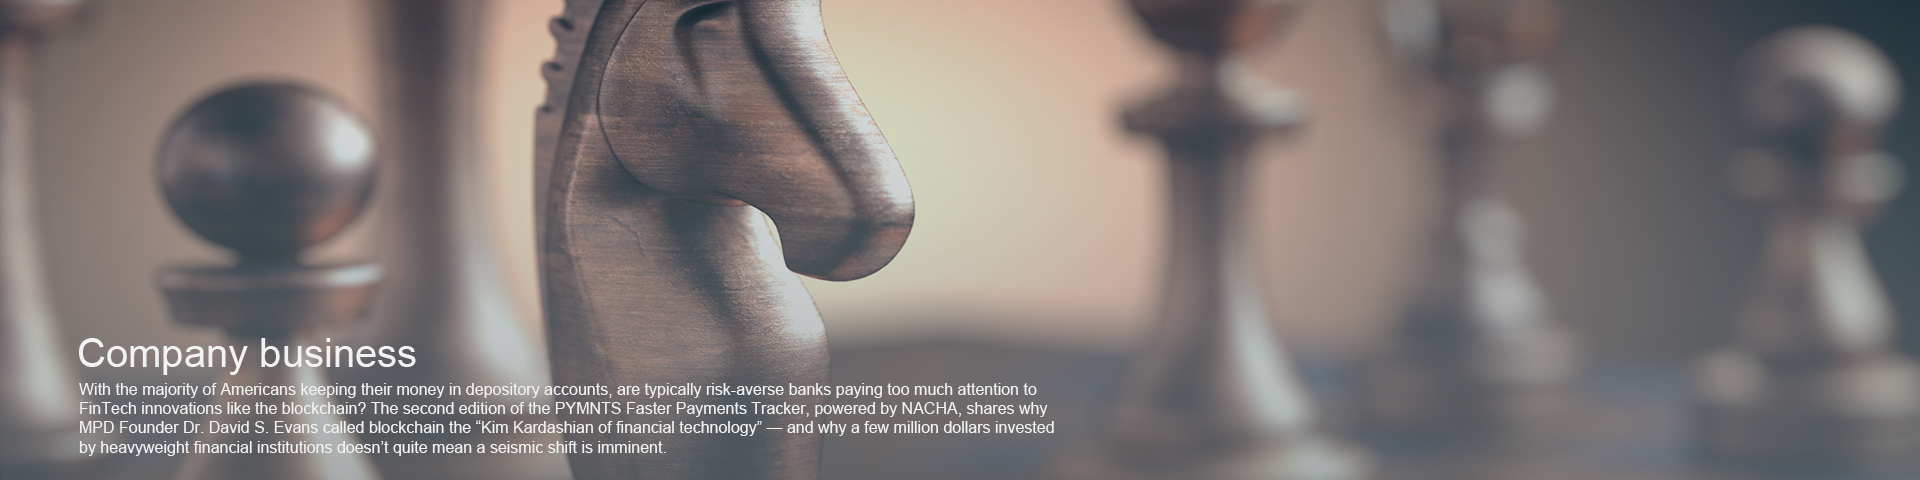 Company business
With the majority of Americans keeping their money in depository accounts, are typically risk-averse banks paying too much attention to
FinTech innovations like the blockchain? The second edition of the PYMNTS Faster Payments Tracker, powered by NACHA, shares why
MPD Founder Dr. David S. Evans called blockchain the “Kim Kardashian of financial technology” — and why a few million dollars invested
by heavyweight financial institutions doesn’t quite mean a seismic shift is imminent.